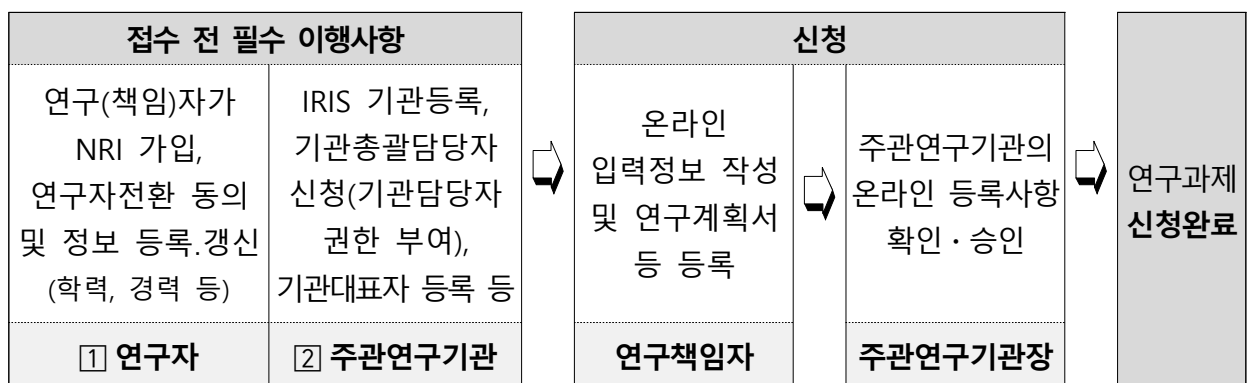 접수 전 필수 이행사항
연구(책임)자가
NRI 가입,
연구자전환 동의
및 정보 등록.갱신
(학력, 경력 등)
1 연구자
IRIS 기관등록,
기관총괄담당자
신청(기관담당자
권한 부여),
기관대표자 등록 등
2 주관연구기관
신청
온라인
입력정보 작성
및 연구계획서
등 등록
연구책임자
주관연구기관의
온라인 등록사항
확인・승인
주관연구기관장
연구과제
신청완료